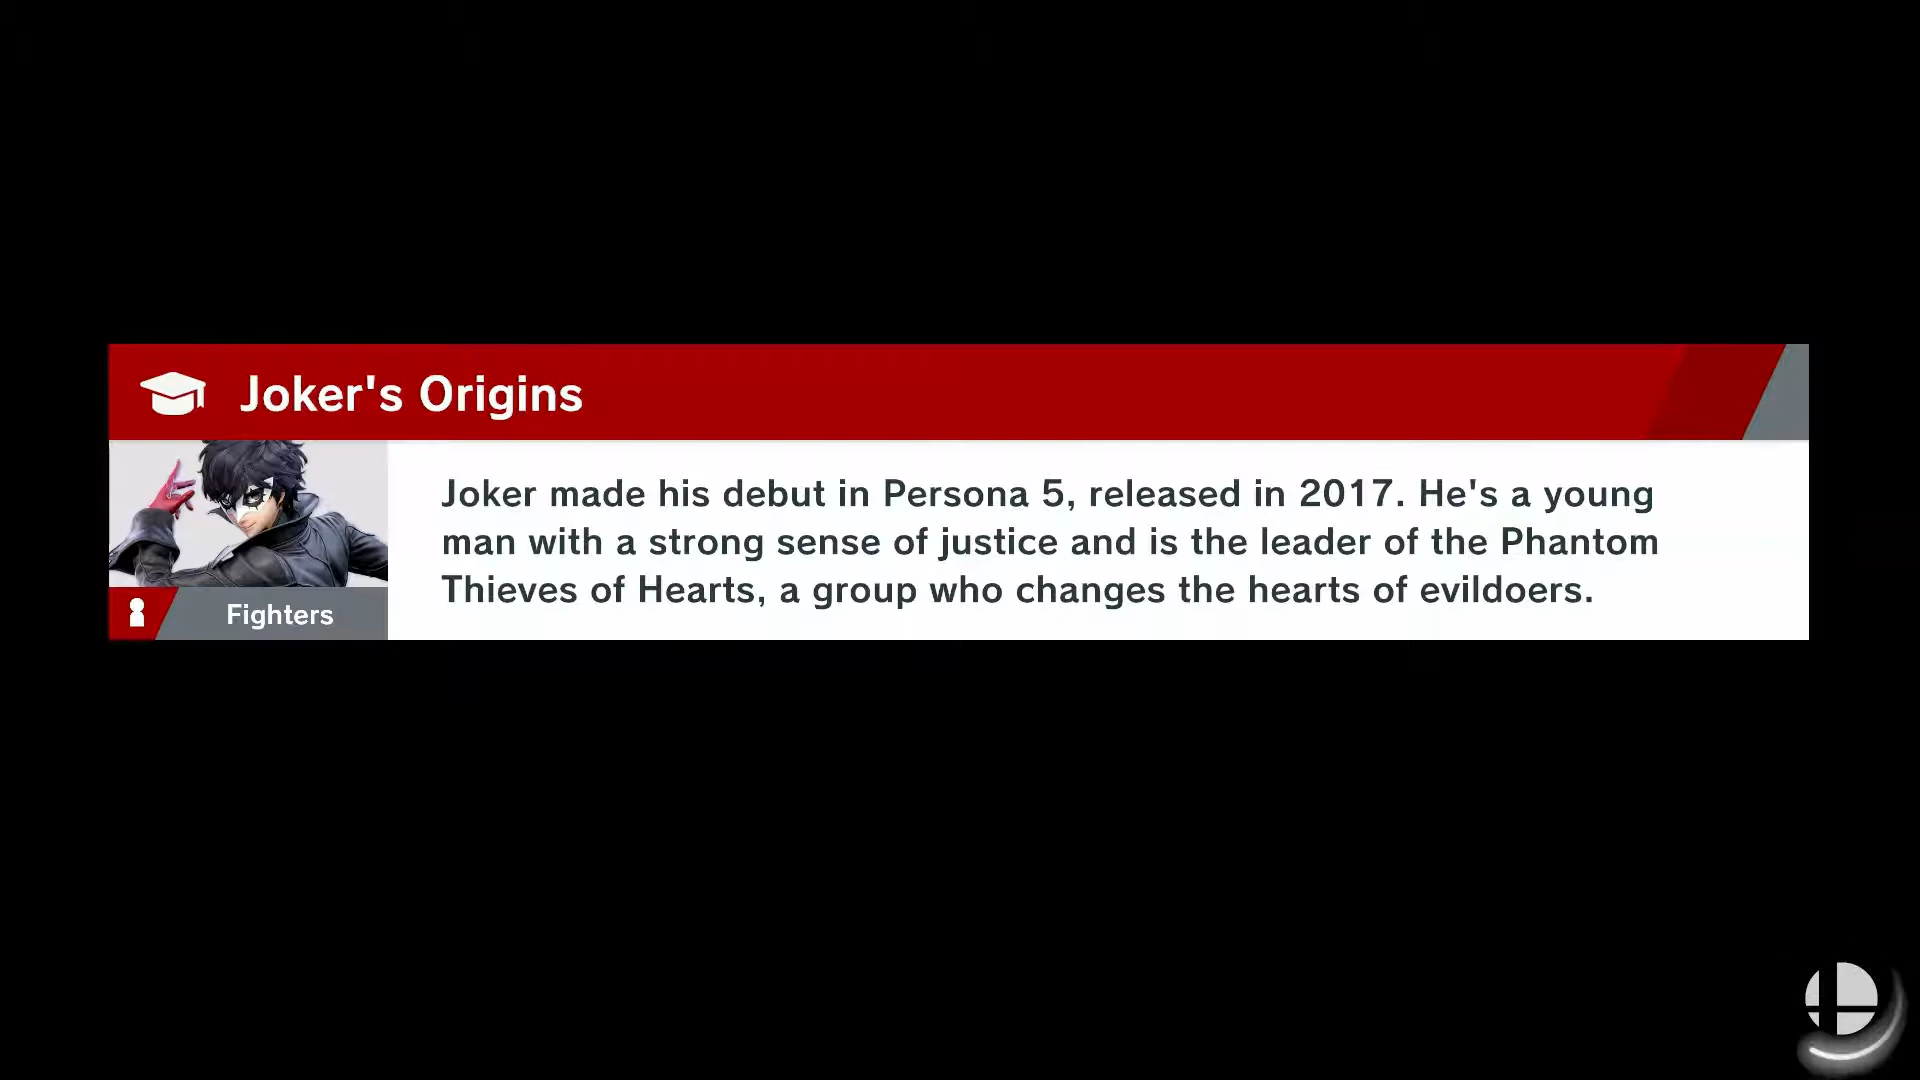 Joker's Origins
Joker made his debut in Persona 5, released in 2017. He's a young
man with a strong sense of justice and is the leader of the Phantom
Thieves of Hearts, a group who changes the hearts of evildoers.
Fighters